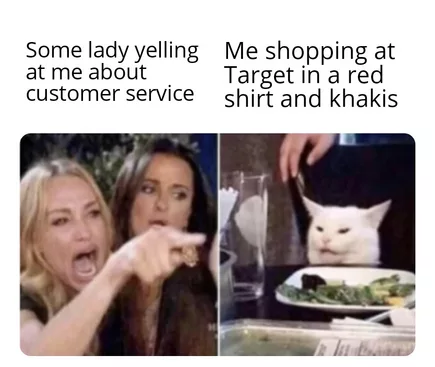 Some lady yelling
at me about
customer service
Me shopping at
Target in a red
shirt and khakis